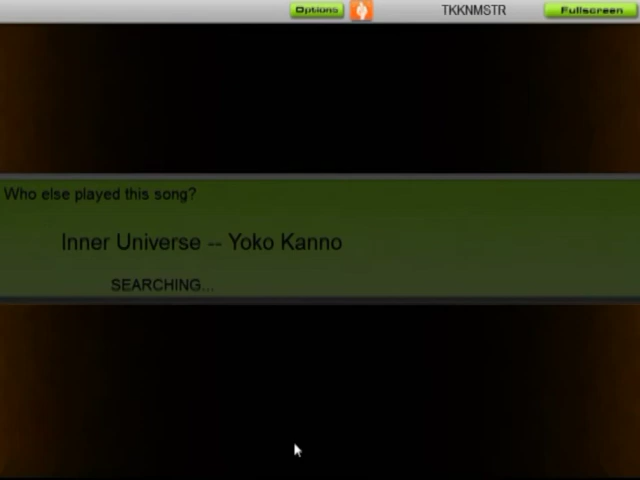 Options TKKNMSTR Fullscreen
Who else played this song?
Inner Universe -- Yoko Kanno
SEARCHING...